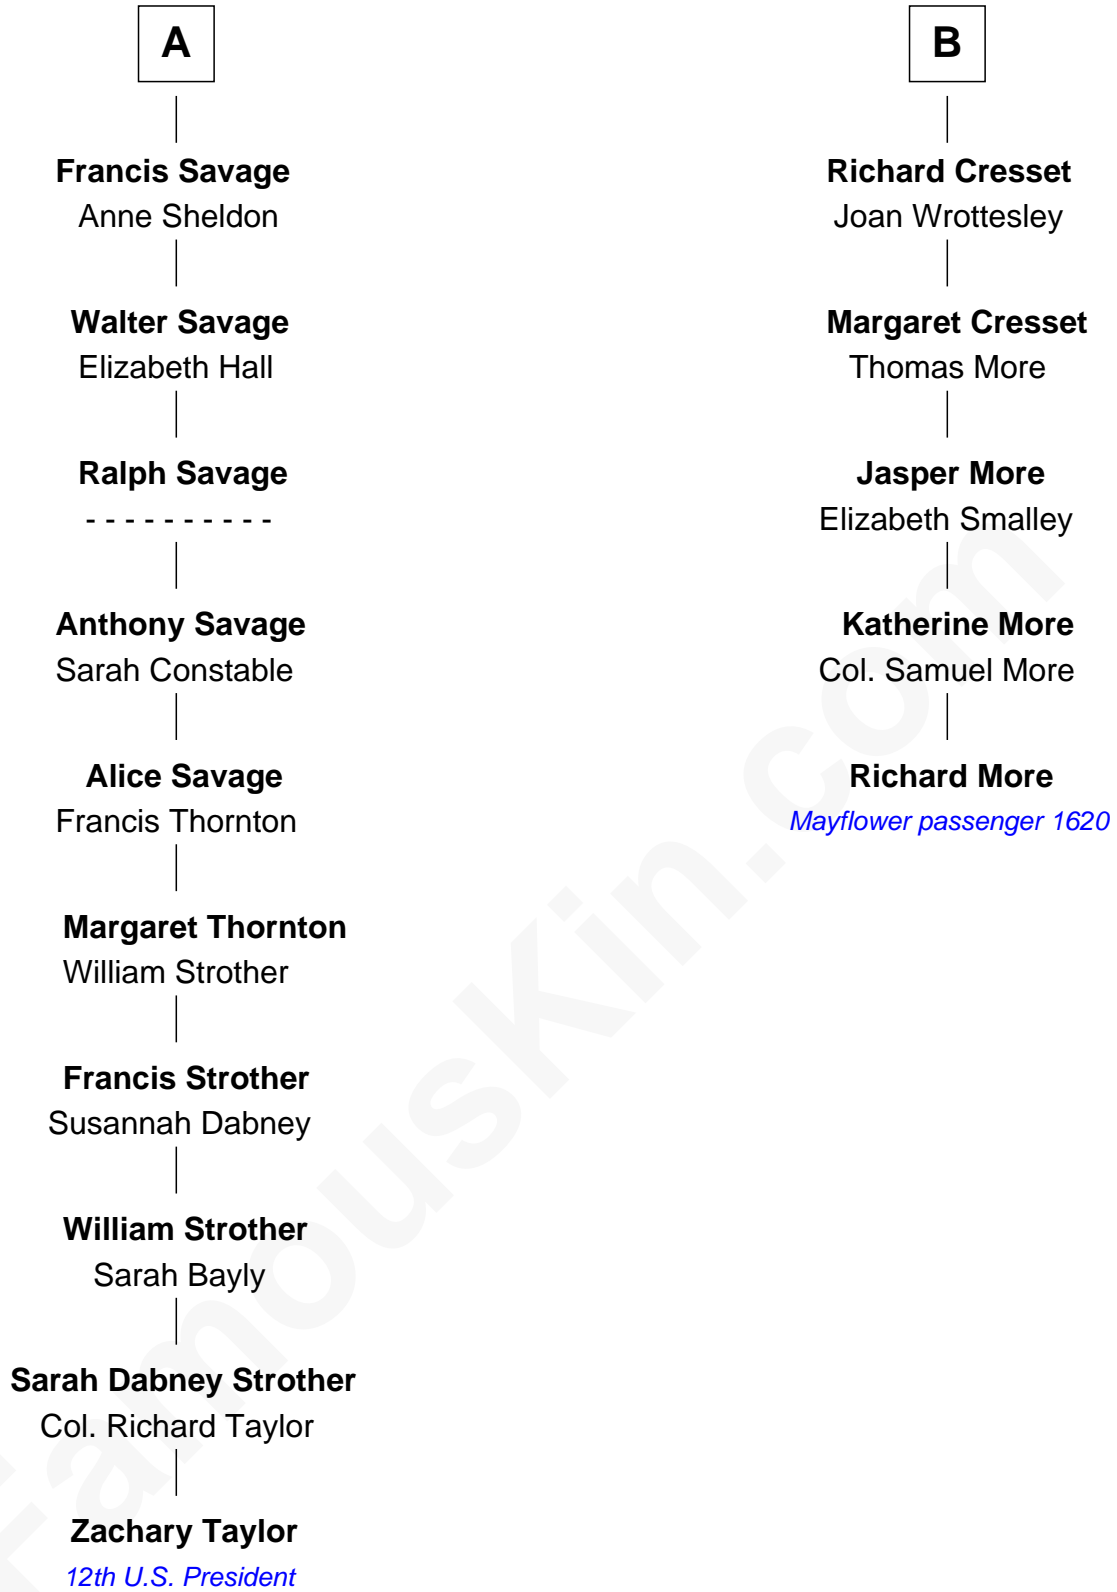 A
Francis Savage
Anne Sheldon
Walter Savage
Elizabeth Hall
Ralph Savage
- - - - - - - - - -
Anthony Savage
Sarah Constable
Alice Savage
Francis Thornton
Margaret Thornton
William Strother
Francis Strother
Susannah Dabney
William Strother
Sarah Bayly
Sarah Dabney Strother
Col. Richard Taylor
Zachary Taylor
12th U.S. President
B
Richard Cresset
Joan Wrottesley
Margaret Cresset
Thomas More
Jasper More
Elizabeth Smalley
Katherine More
Col. Samuel More
Richard More
Mayflower passenger 1620
FamousKin.com